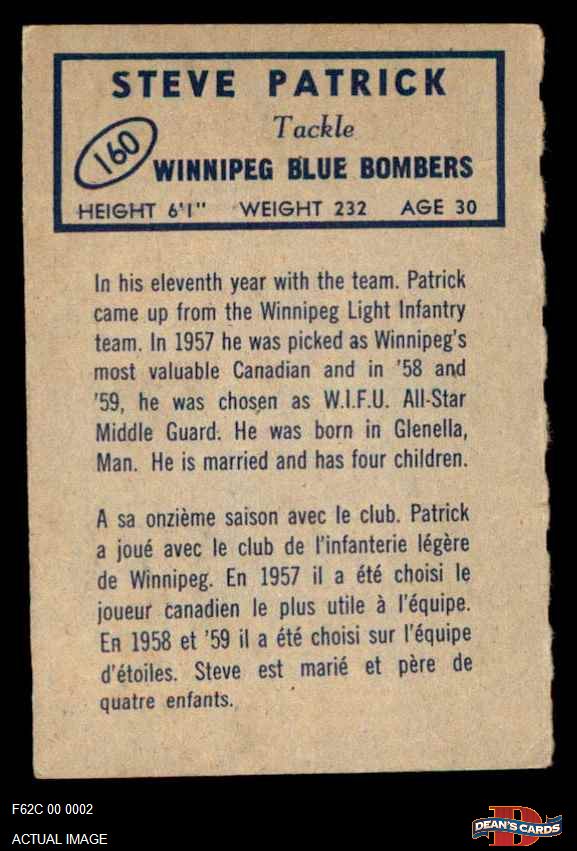 STEVE PATRICK
Tackle
160
WINNIPEG BLUE BOMBERS
HEIGHT 6'1" WEIGHT 232 AGE 30
In his eleventh year with the team. Patrick
came up from the Winnipeg Light Infantry
team. In 1957 he was picked as Winnipeg's
most valuable Canadian and in '58 and
'59, he was chosen as W.I.F.U. All-Star
Middle Guard. He was born in Glenella,
Man. He is married and has four children.
A sa onzième saison avec le club. Patrick
a joué avec le club de l'infanterie légère
de Winnipeg. En 1957 il a été choisi le
joueur canadien le plus utile à l'équipe.
En 1958 et '59 il a été choisi sur l'équipe
d'étoiles. Steve est marié et père de
quatre enfants.
F62C 00 0002
ACTUAL IMAGE
D
DEAN'S CARDS